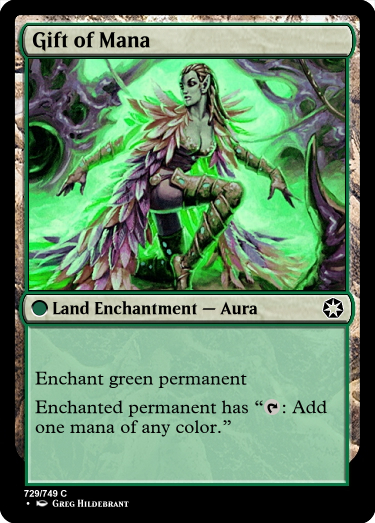 Gift of Mana
Land Enchantment — Aura
Enchant green permanent
Enchanted permanent has “: Add
one mana of any color.”
729/749 C
• Greg Hildebrant